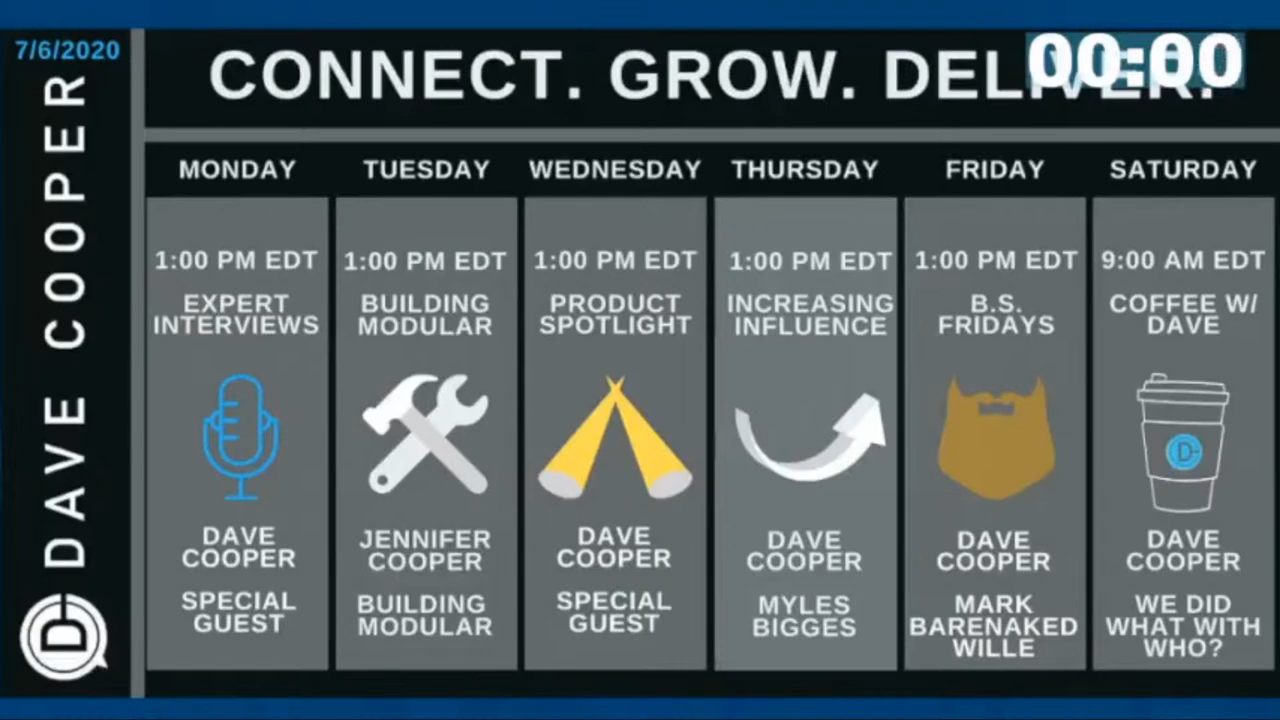 7/6/2020
DAVE COOPER
CONNECT. GROW. DELIVER.
00:00
MONDAY
TUESDAY
WEDNESDAY
THURSDAY
FRIDAY
SATURDAY
1:00 PM EDT
EXPERT
INTERVIEWS
DAVE
COOPER
SPECIAL
GUEST
1:00 PM EDT
BUILDING
MODULAR
JENNIFER
COOPER
BUILDING
MODULAR
1:00 PM EDT
PRODUCT
SPOTLIGHT
DAVE
COOPER
SPECIAL
GUEST
1:00 PM EDT
INCREASING
INFLUENCE
DAVE
COOPER
MYLES
BIGGES
1:00 PM EDT
B.S.
FRIDAYS
DAVE
COOPER
MARK
BARENAKED
WILLE
9:00 AM EDT
COFFEE W/
DAVE
D
DAVE
COOPER
WE DID
WHAT WITH
WHO?
D